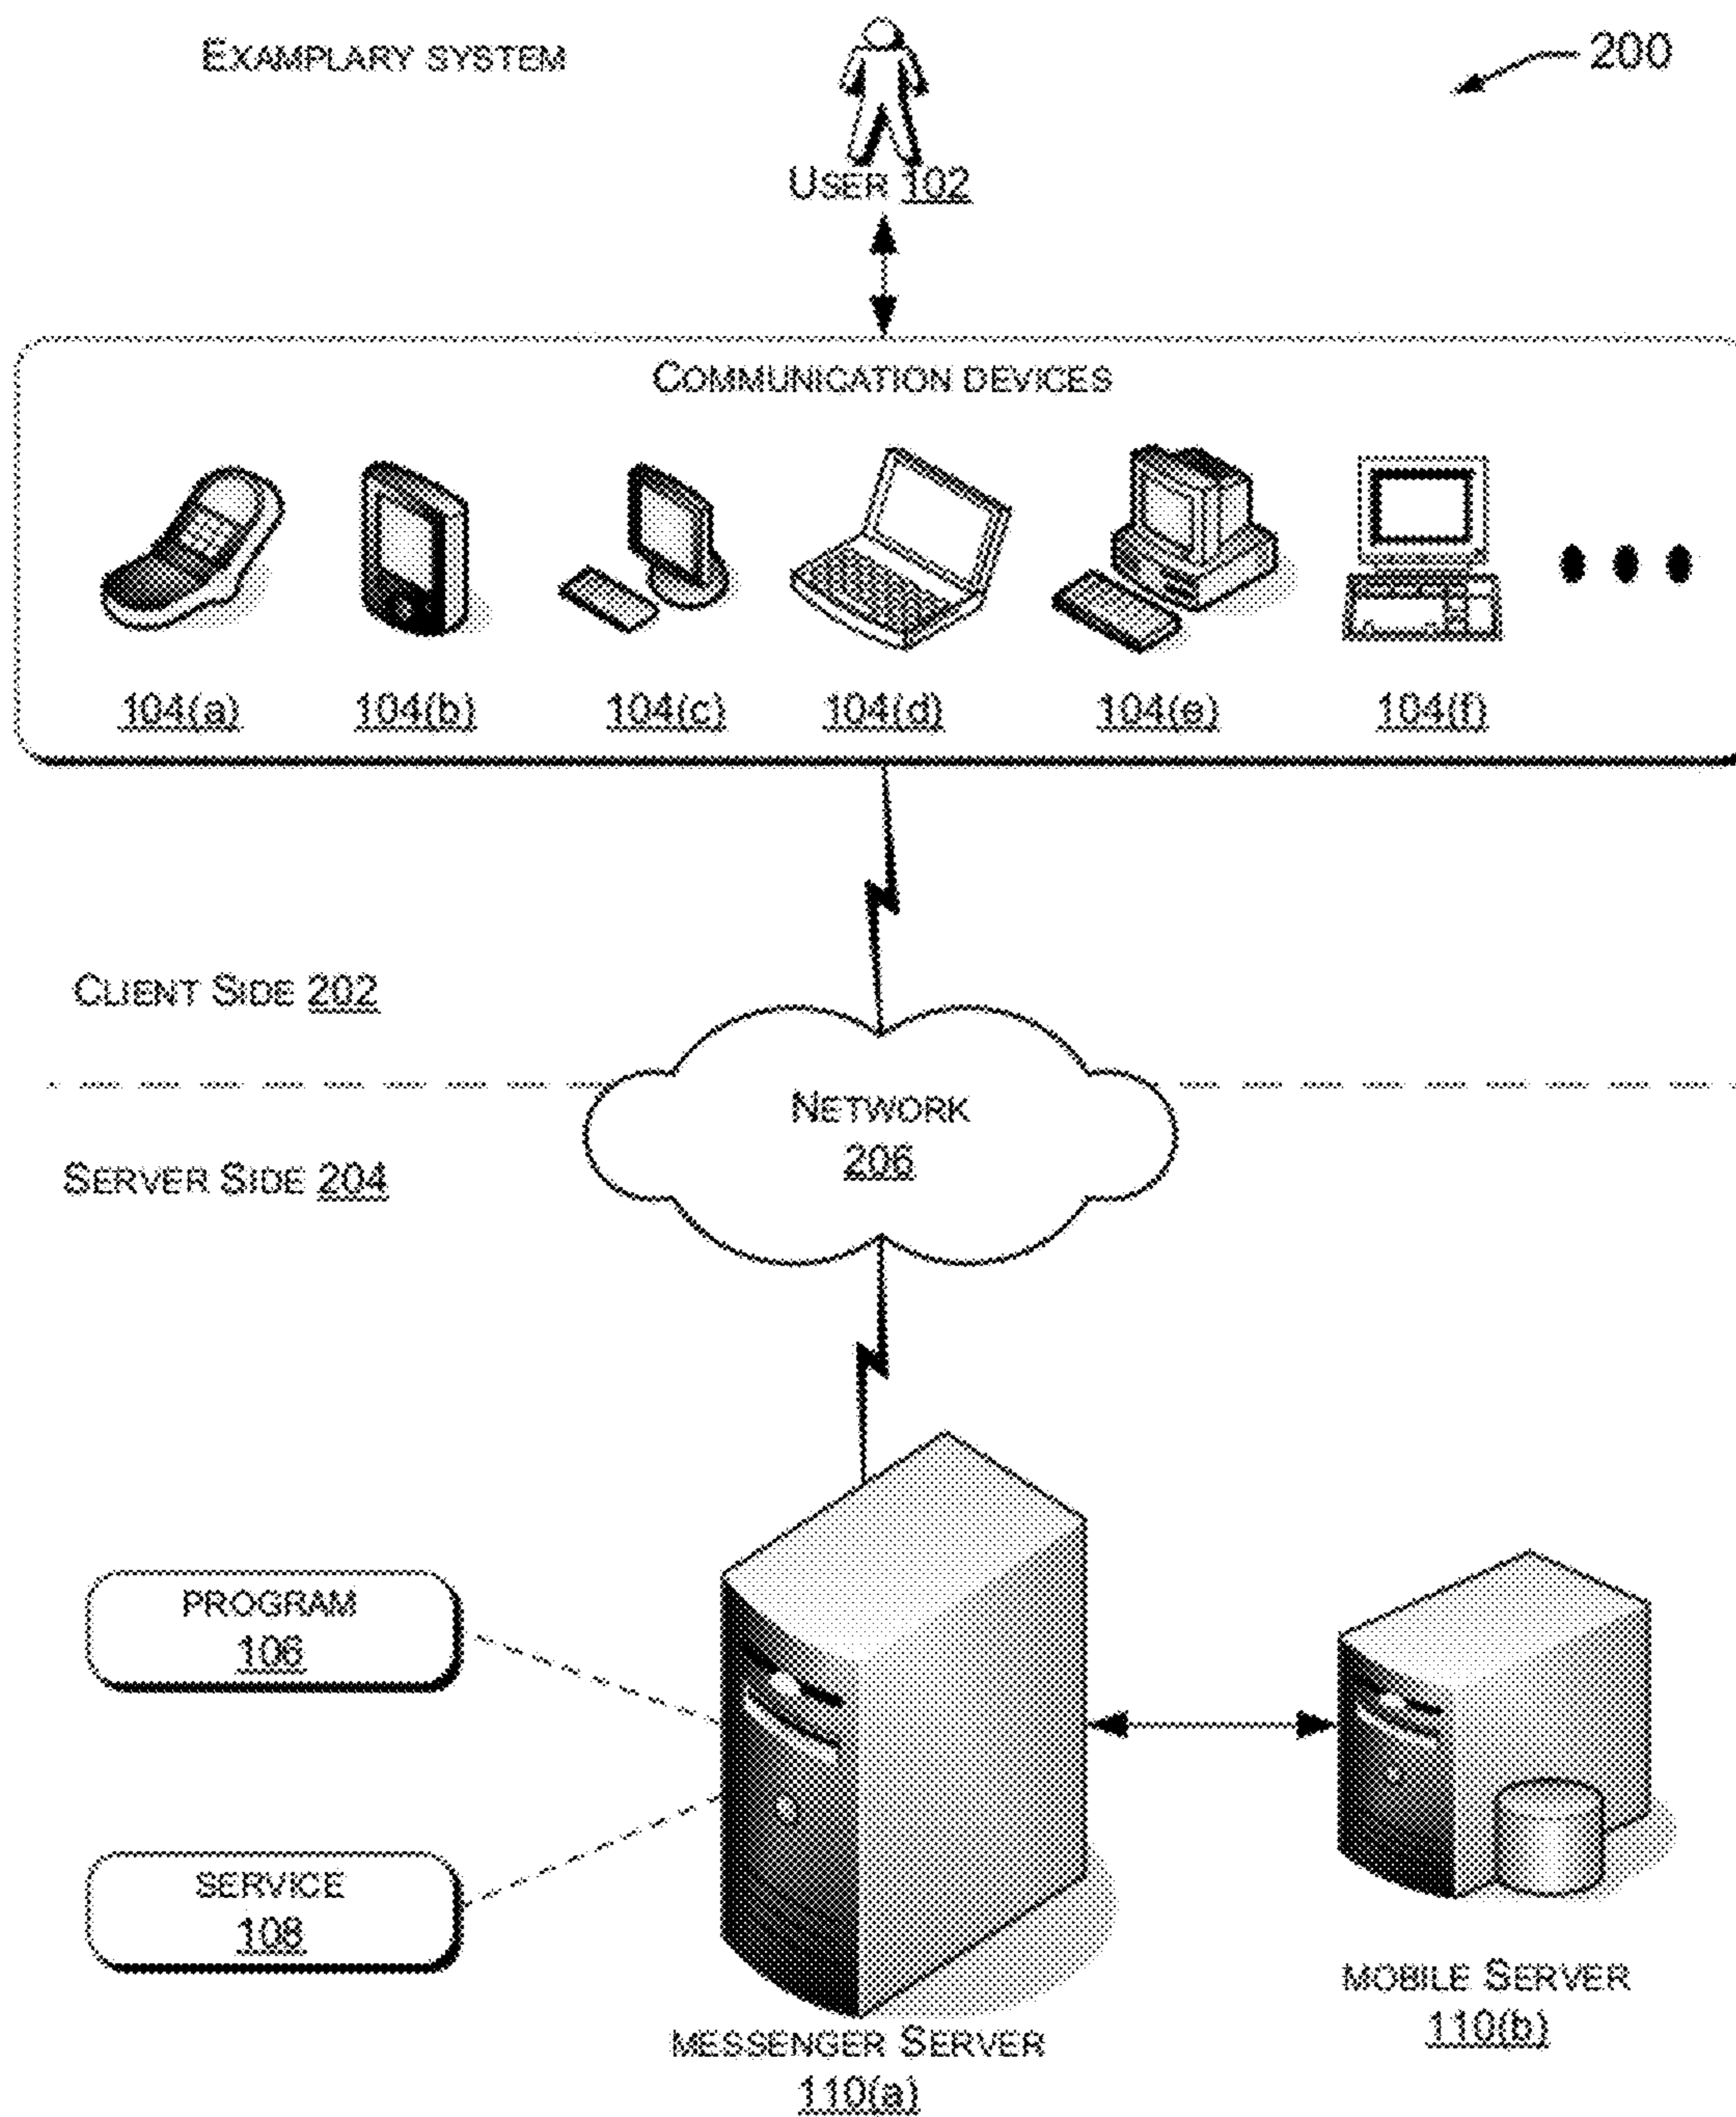 EXAMPLARY SYSTEM
200
USER 102
COMMUNICATION DEVICES
104(a) 104(b) 104(c) 104(d) 104(e) 104(f)
CLIENT SIDE 202
NETWORK
206
SERVER SIDE 204
PROGRAM
106
SERVICE
108
MOBILE SERVER
110(b)
MESSENGER SERVER
110(a)